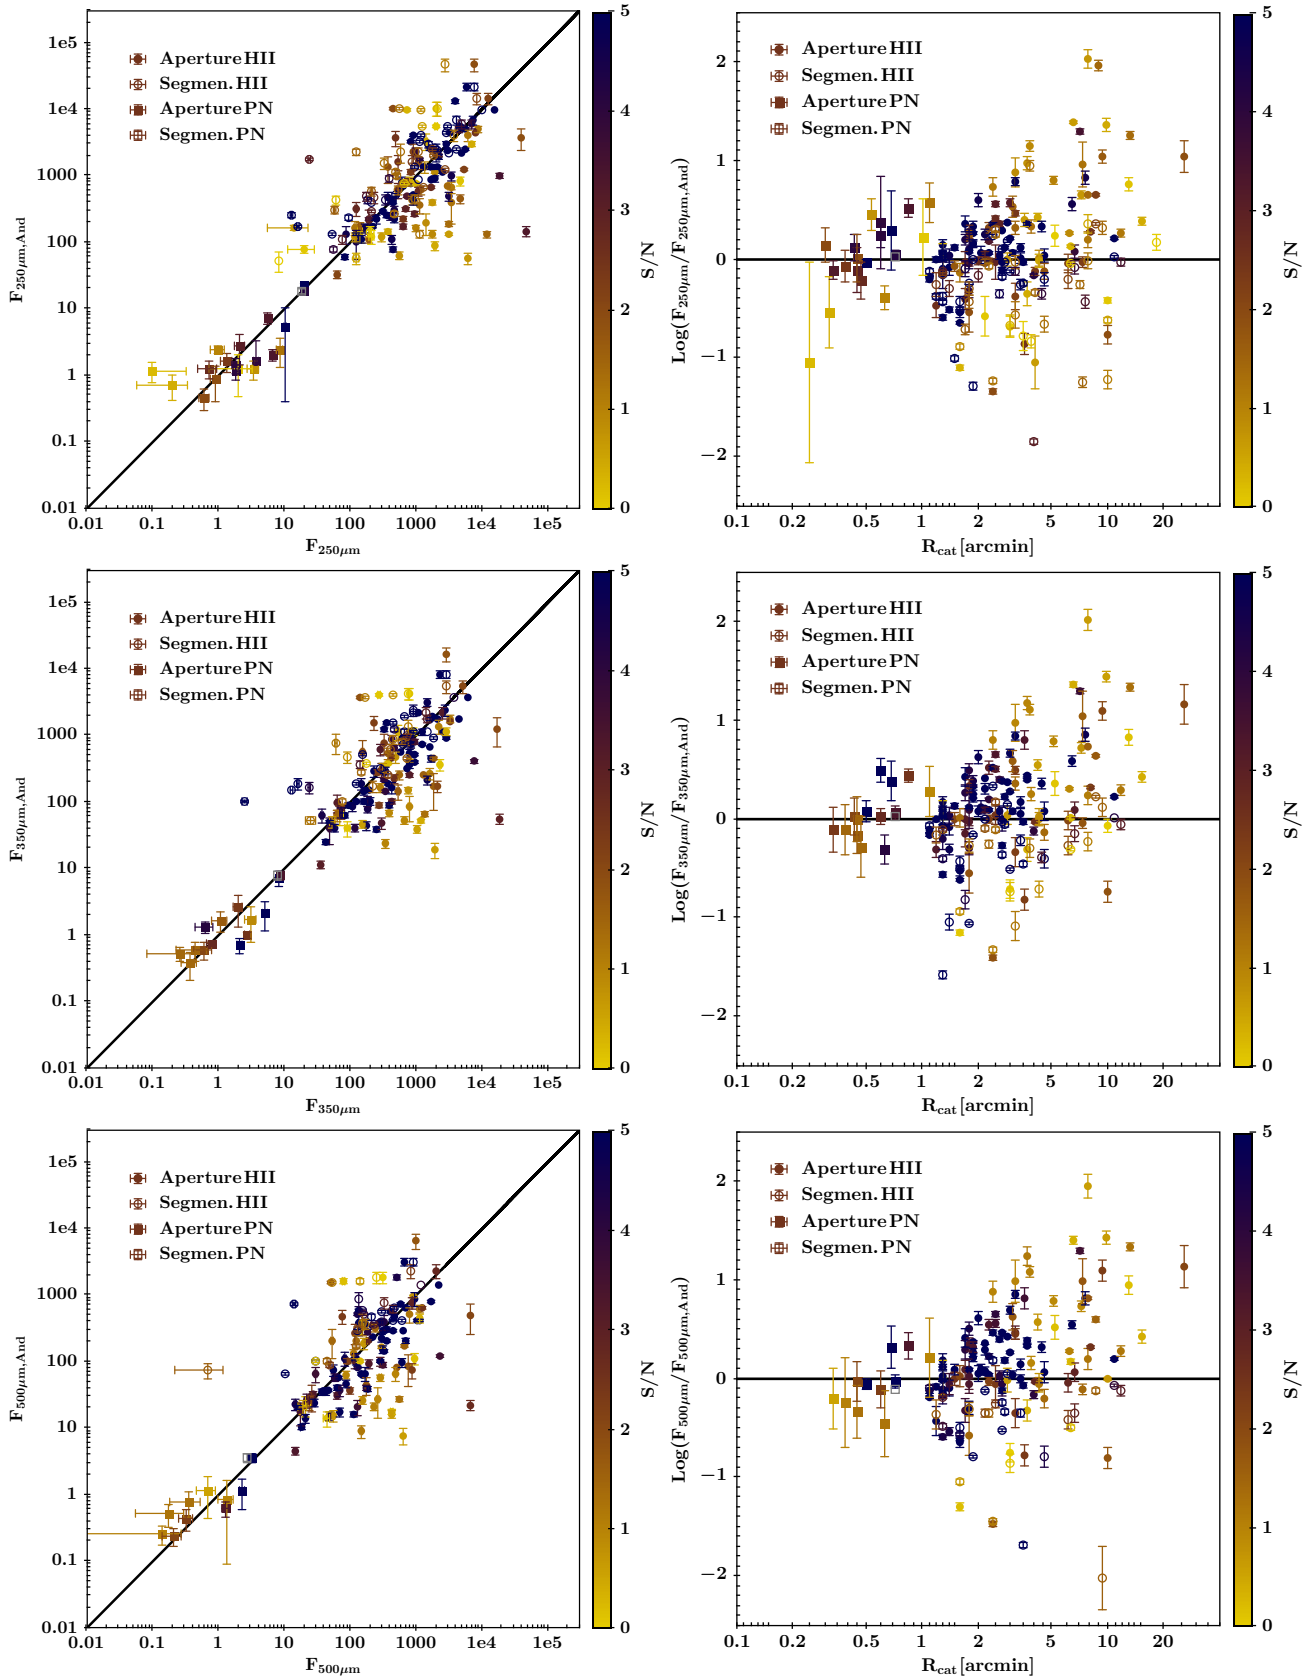 1e5
1e4
1000
100
10
1
0.1
0.01
F250μm,And
Aperture HII
Segmen. HII
Aperture PN
Segmen. PN
0.01 0.1 1 10 100 1000 1e4 1e5
F250μm
5
4
3
2
1
0
S/N
2
1
0
−1
−2
Log(F250μm/F250μm,And)
Aperture HII
Segmen. HII
Aperture PN
Segmen. PN
0.1 0.2 0.5 1 2 5 10 20
Rcat [arcmin]
5
4
3
2
1
0
S/N
1e5
1e4
1000
100
10
1
0.1
0.01
F350μm,And
Aperture HII
Segmen. HII
Aperture PN
Segmen. PN
0.01 0.1 1 10 100 1000 1e4 1e5
F350μm
5
4
3
2
1
0
S/N
2
1
0
−1
−2
Log(F350μm/F350μm,And)
Aperture HII
Segmen. HII
Aperture PN
Segmen. PN
0.1 0.2 0.5 1 2 5 10 20
Rcat [arcmin]
5
4
3
2
1
0
S/N
1e5
1e4
1000
100
10
1
0.1
0.01
F500μm,And
Aperture HII
Segmen. HII
Aperture PN
Segmen. PN
0.01 0.1 1 10 100 1000 1e4 1e5
F500μm
5
4
3
2
1
0
S/N
2
1
0
−1
−2
Log(F500μm/F500μm,And)
Aperture HII
Segmen. HII
Aperture PN
Segmen. PN
0.1 0.2 0.5 1 2 5 10 20
Rcat [arcmin]
5
4
3
2
1
0
S/N